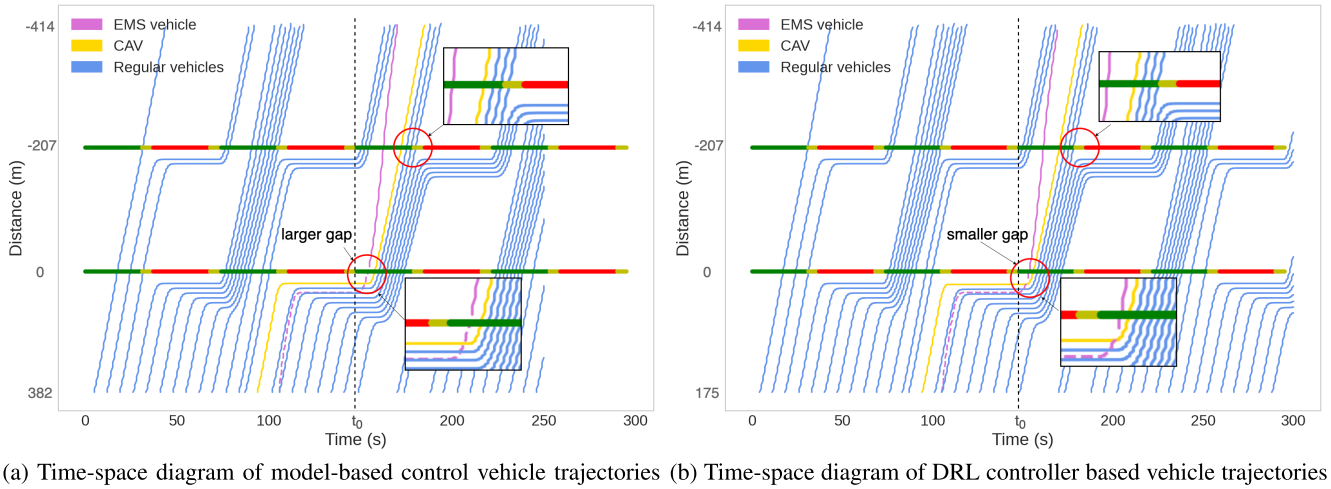 -414
EMS vehicle
CAV
Regular vehicles
-207
Distance (m)
larger gap
0
382
0
50
100
t0
200
250
300
Time (s)
(a) Time-space diagram of model-based control vehicle trajectories
-414
EMS vehicle
CAV
Regular vehicles
-207
Distance (m)
smaller gap
0
175
0
50
100
t0
200
250
300
Time (s)
(b) Time-space diagram of DRL controller based vehicle trajectories